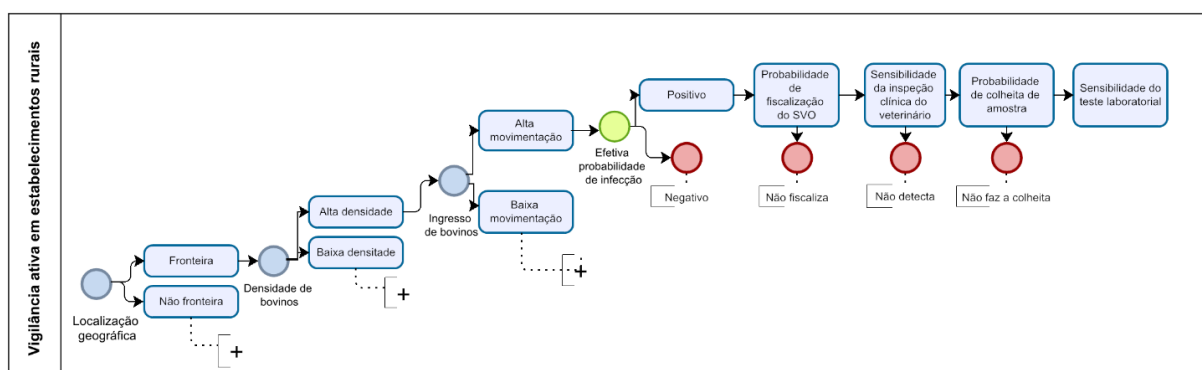 Vigilância ativa em estabelecimentos rurais
Localização
geográfica
Fronteira
Não fronteira
+
Densidade de
bovinos
Alta densidade
Baixa densitade
+
Ingresso
de bovinos
Alta
movimentação
Baixa
movimentação
+
Efetiva
probabilidade
de infecção
Positivo
Negativo
Probabilidade
de
fiscalização
do SVO
Não fiscaliza
Sensibilidade
da inspeção
clínica do
veterinário
Não detecta
Probabilidade
de colheita de
amostra
Não faz a colheita
Sensibilidade do
teste laboratorial